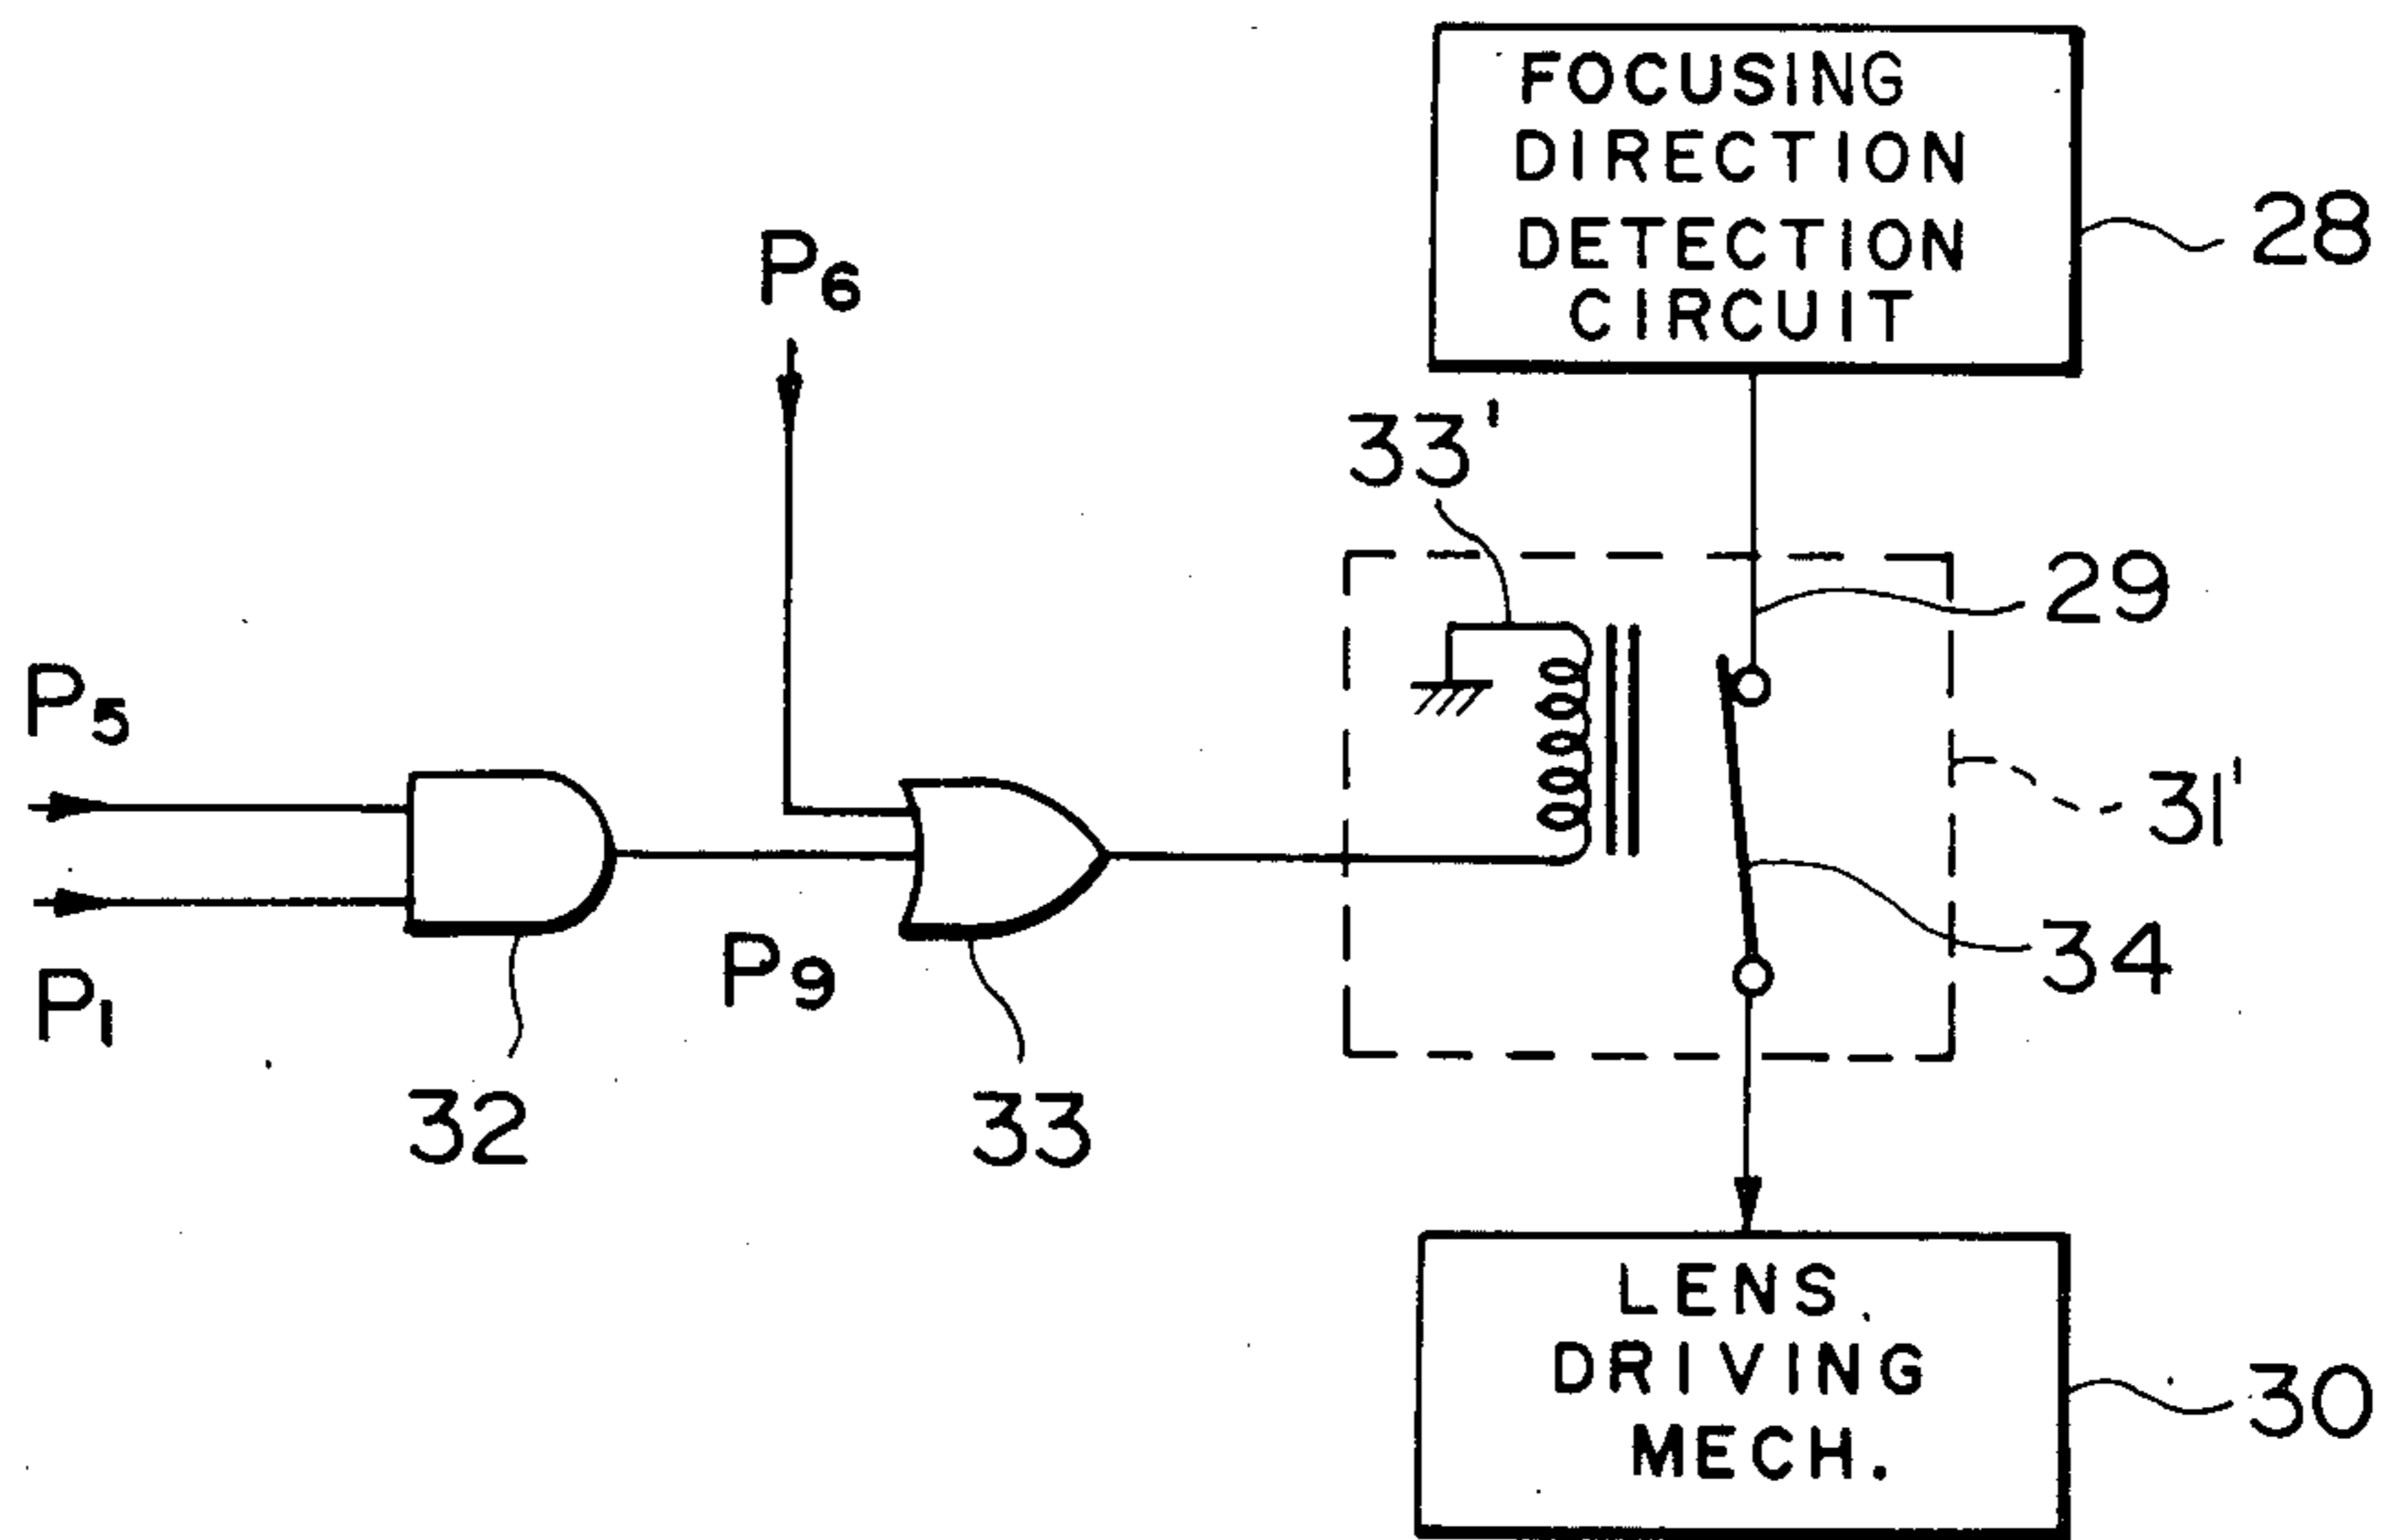 FOCUSING
DIRECTION
DETECTION
CIRCUIT
28
P6
33'
29
P5
31'
34
P9
P1
32
33
LENS
DRIVING
MECH.
30